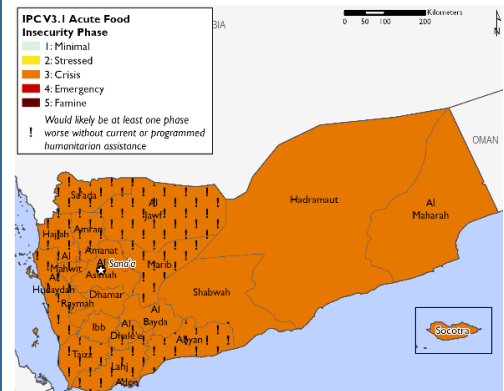 IPC V3.1 Acute Food
Insecurity Phase
1: Minimal
2: Stressed
3: Crisis
4: Emergency
5: Famine
! Would likely be at least one phase
worse without current or programmed
humanitarian assistance
BIA
0 50 100 200 Kilometers
N
OMAN
Sa'ada
Al
Jawf
Hadramaut
Al
Maharah
Hajjah
Amran
Amanat
Al
Asimah
Sana'a
Al
Mahwit
Marib
Al
Hudaydah
Raymah
Dhamar
Shabwah
Al
Bayda
Ibb
Al
Dhale'e
Abyan
Taizz
Lahj
Aden
Socotra